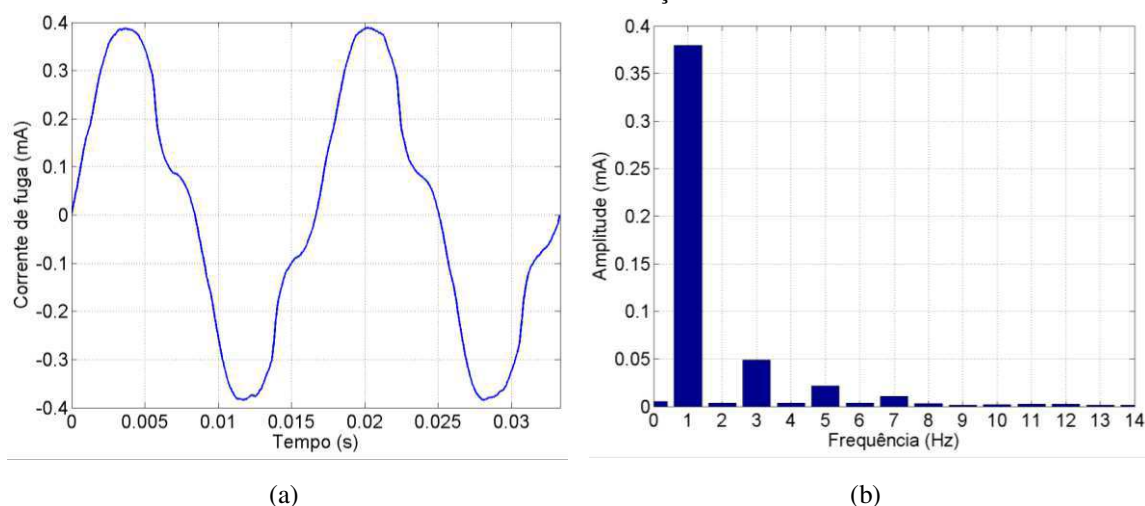 0.4
0.3
0.2
0.1
0
-0.1
-0.2
-0.3
-0.4
Corrente de fuga (mA)
0 0.005 0.01 0.015 0.02 0.025 0.03
Tempo (s)
(a)
0.4
0.35
0.3
0.25
0.2
0.15
0.1
0.05
0
Amplitude (mA)
0 1 2 3 4 5 6 7 8 9 10 11 12 13 14
Frequência (Hz)
(b)